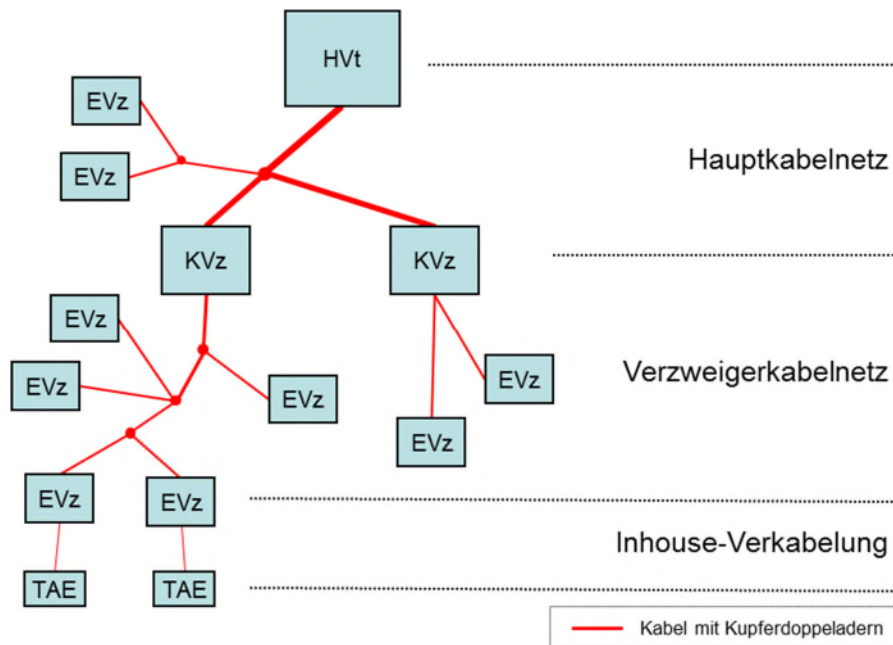 HVt
EVz
Hauptkabelnetz
EVz
KVz
KVz
EVz
Verzweigerkabelnetz
EVz
EVz
EVz
EVz
EVz
EVz
Inhouse-Verkabelung
TAE
TAE
Kabel mit Kupferdoppeladern